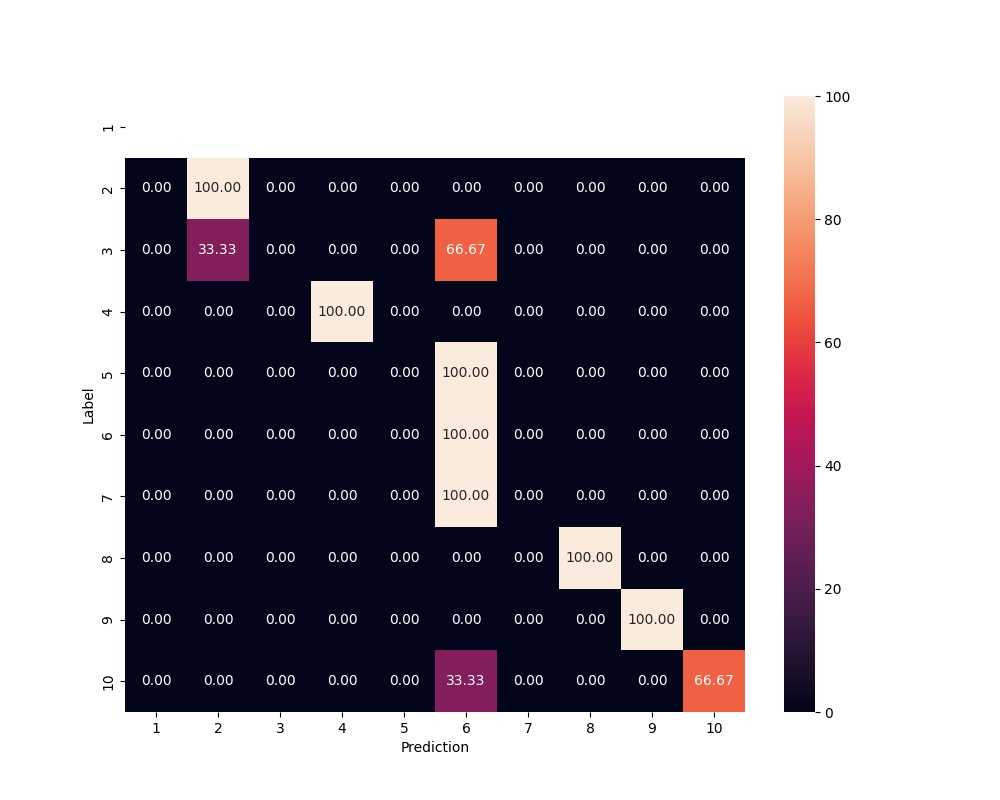 1
2 0.00 100.00 0.00 0.00 0.00 0.00 0.00 0.00 0.00 0.00
3 0.00 33.33 0.00 0.00 0.00 66.67 0.00 0.00 0.00 0.00
4 0.00 0.00 0.00 100.00 0.00 0.00 0.00 0.00 0.00 0.00
5 0.00 0.00 0.00 0.00 0.00 100.00 0.00 0.00 0.00 0.00
6 0.00 0.00 0.00 0.00 0.00 100.00 0.00 0.00 0.00 0.00
7 0.00 0.00 0.00 0.00 0.00 100.00 0.00 0.00 0.00 0.00
8 0.00 0.00 0.00 0.00 0.00 0.00 0.00 100.00 0.00 0.00
9 0.00 0.00 0.00 0.00 0.00 0.00 0.00 0.00 100.00 0.00
10 0.00 0.00 0.00 0.00 0.00 33.33 0.00 0.00 0.00 66.67
1 2 3 4 5 6 7 8 9 10
Prediction
Label
100
80
60
40
20
0